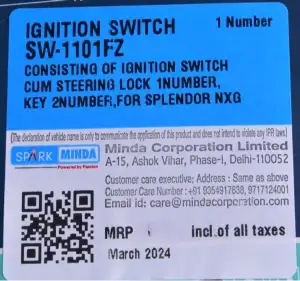 IGNITION SWITCH 1 Number
SW-1101FZ
CONSISTING OF IGNITION SWITCH
CUM STEERING LOCK 1NUMBER,
KEY 2NUMBER,FOR SPLENDOR NXG
(The declaration of vehicle name is only to communicate the application of this product and does not intend to violate any IPR laws.)
SPARK MINDA Minda Corporation Limited
Powered by Passion A-15, Ashok Vihar, Phase-I, Delhi-110052
Customer care executive; Address - Same as above
Customer Care Number :+91 9354917838, 9717124001
Email id: care@mindacorporation.com
MRP incl.of all taxes
March 2024